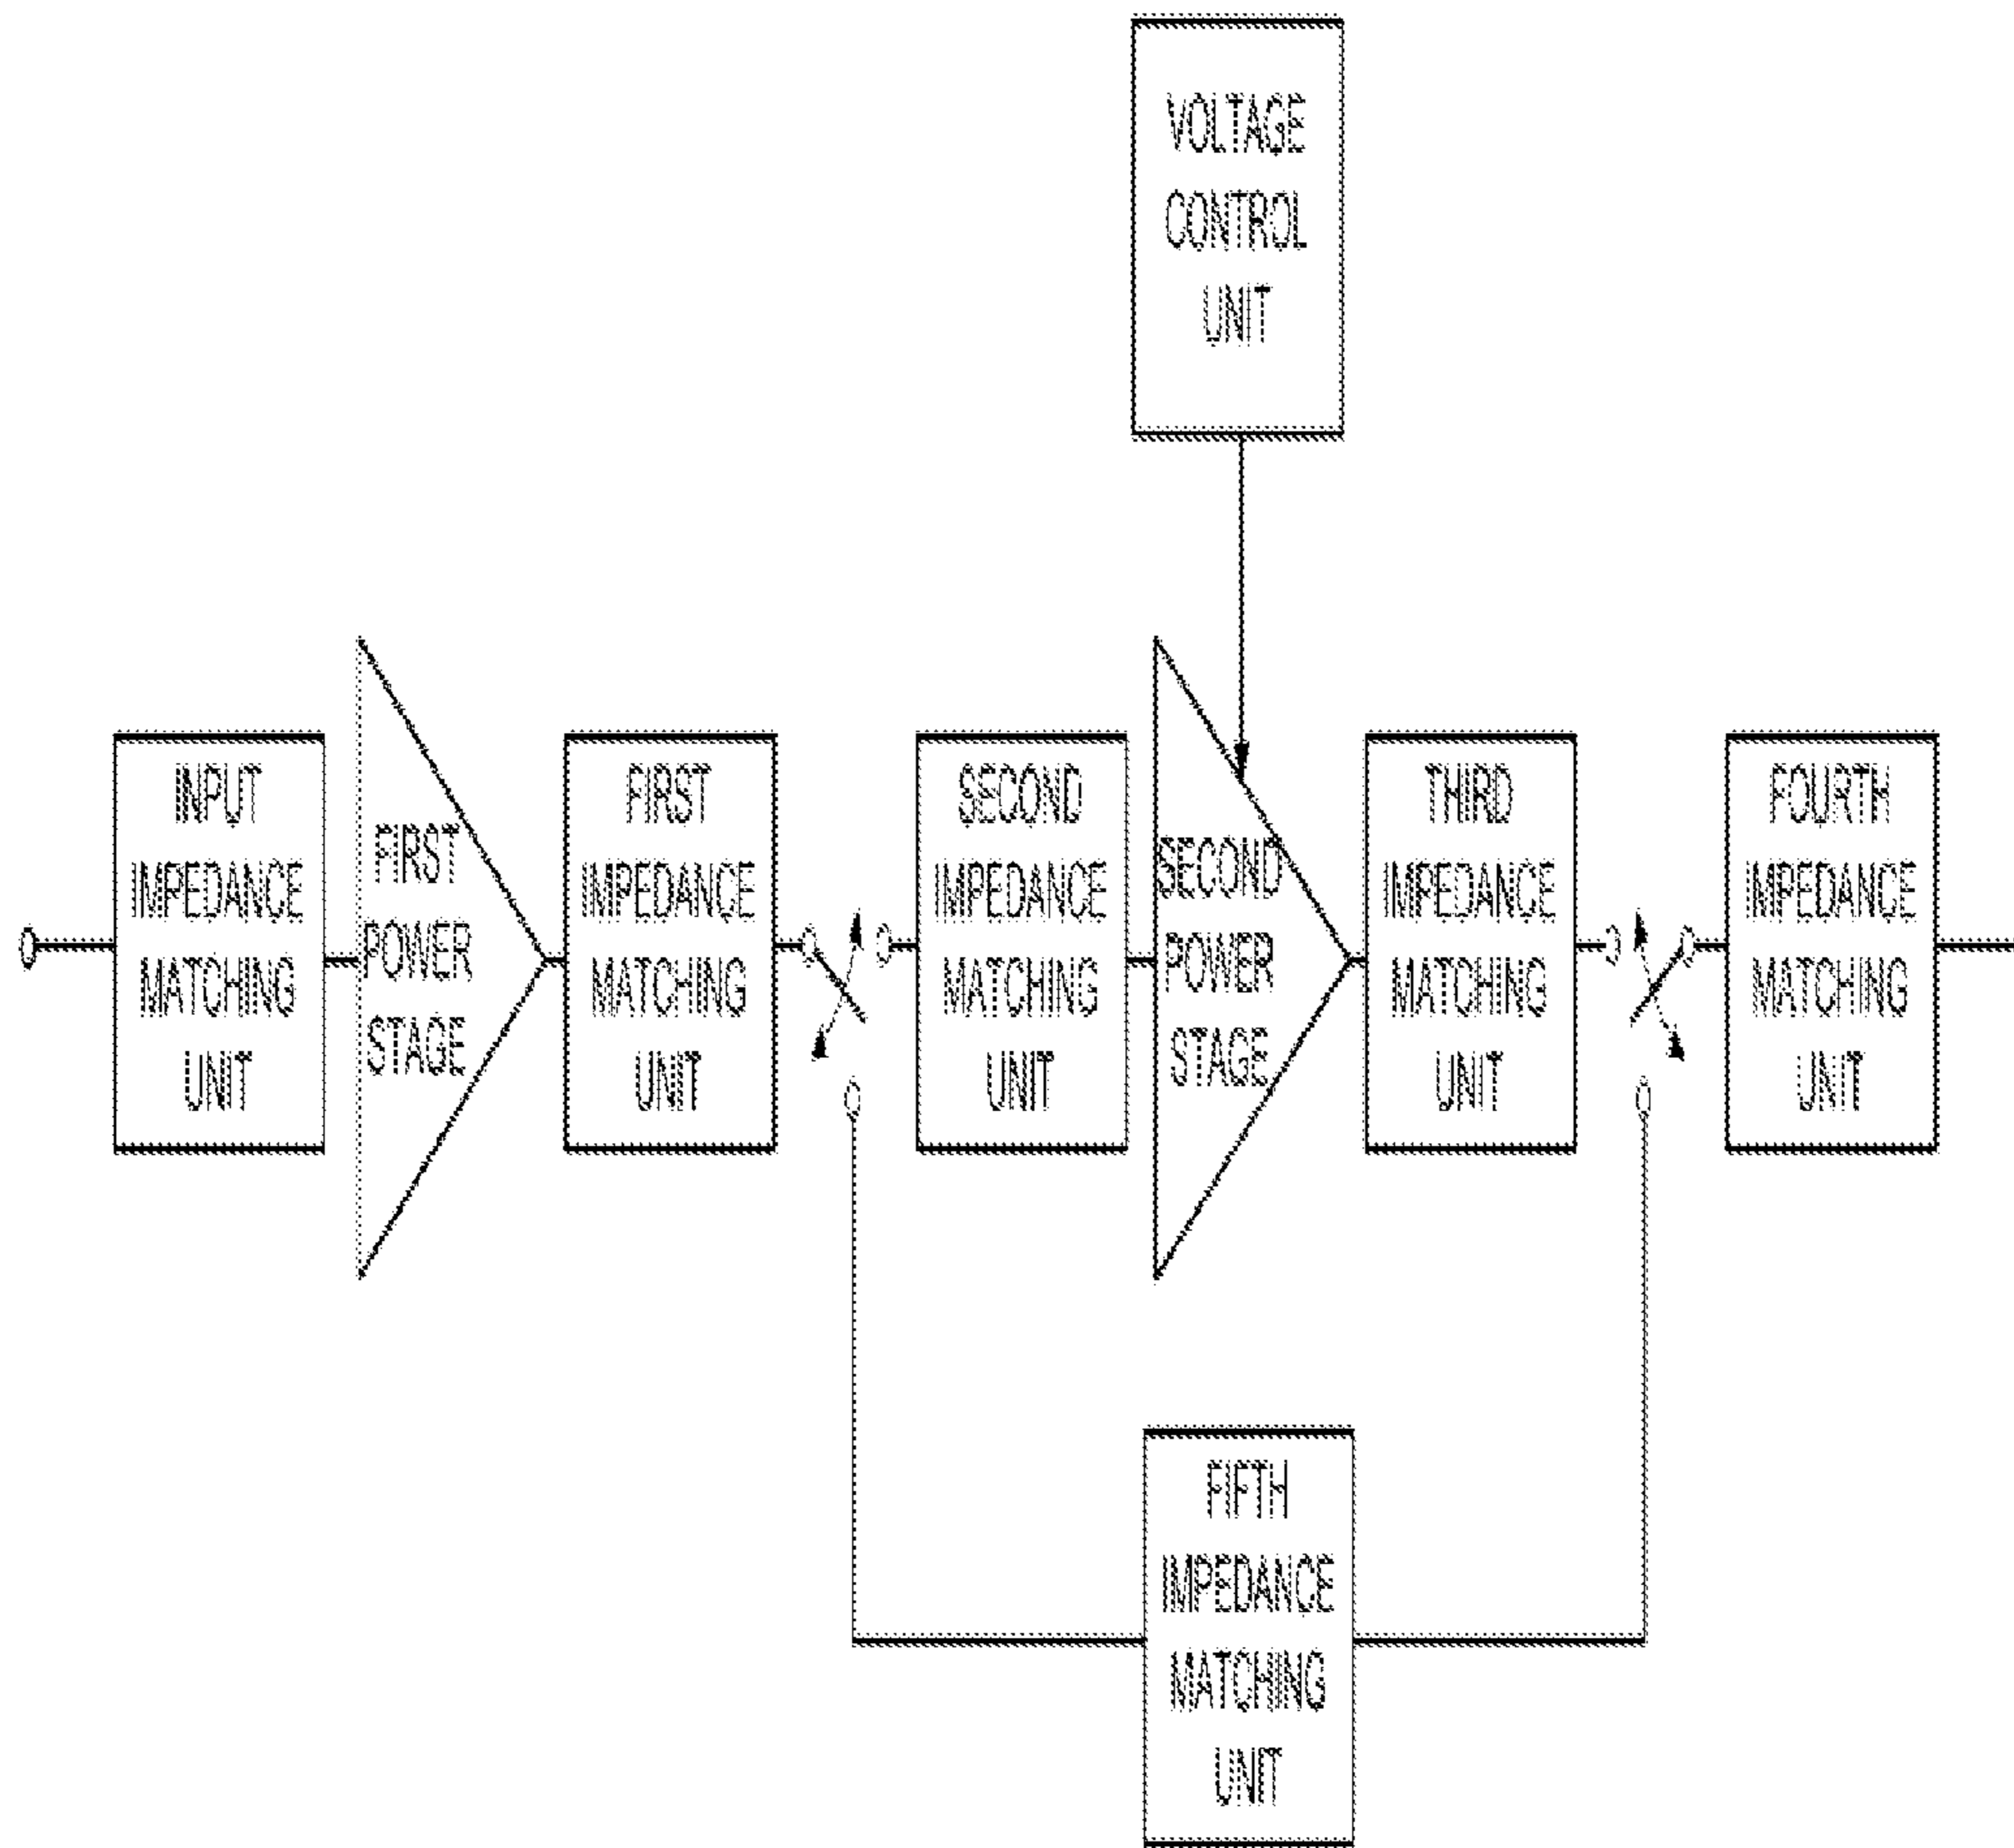 VOLTAGE
CONTROL
UNIT
INPUT
IMPEDANCE
MATCHING
UNIT
FIRST
POWER
STAGE
FIRST
IMPEDANCE
MATCHING
UNIT
SECOND
IMPEDANCE
MATCHING
UNIT
SECOND
POWER
STAGE
THIRD
IMPEDANCE
MATCHING
UNIT
FOURTH
IMPEDANCE
MATCHING
UNIT
FIFTH
IMPEDANCE
MATCHING
UNIT